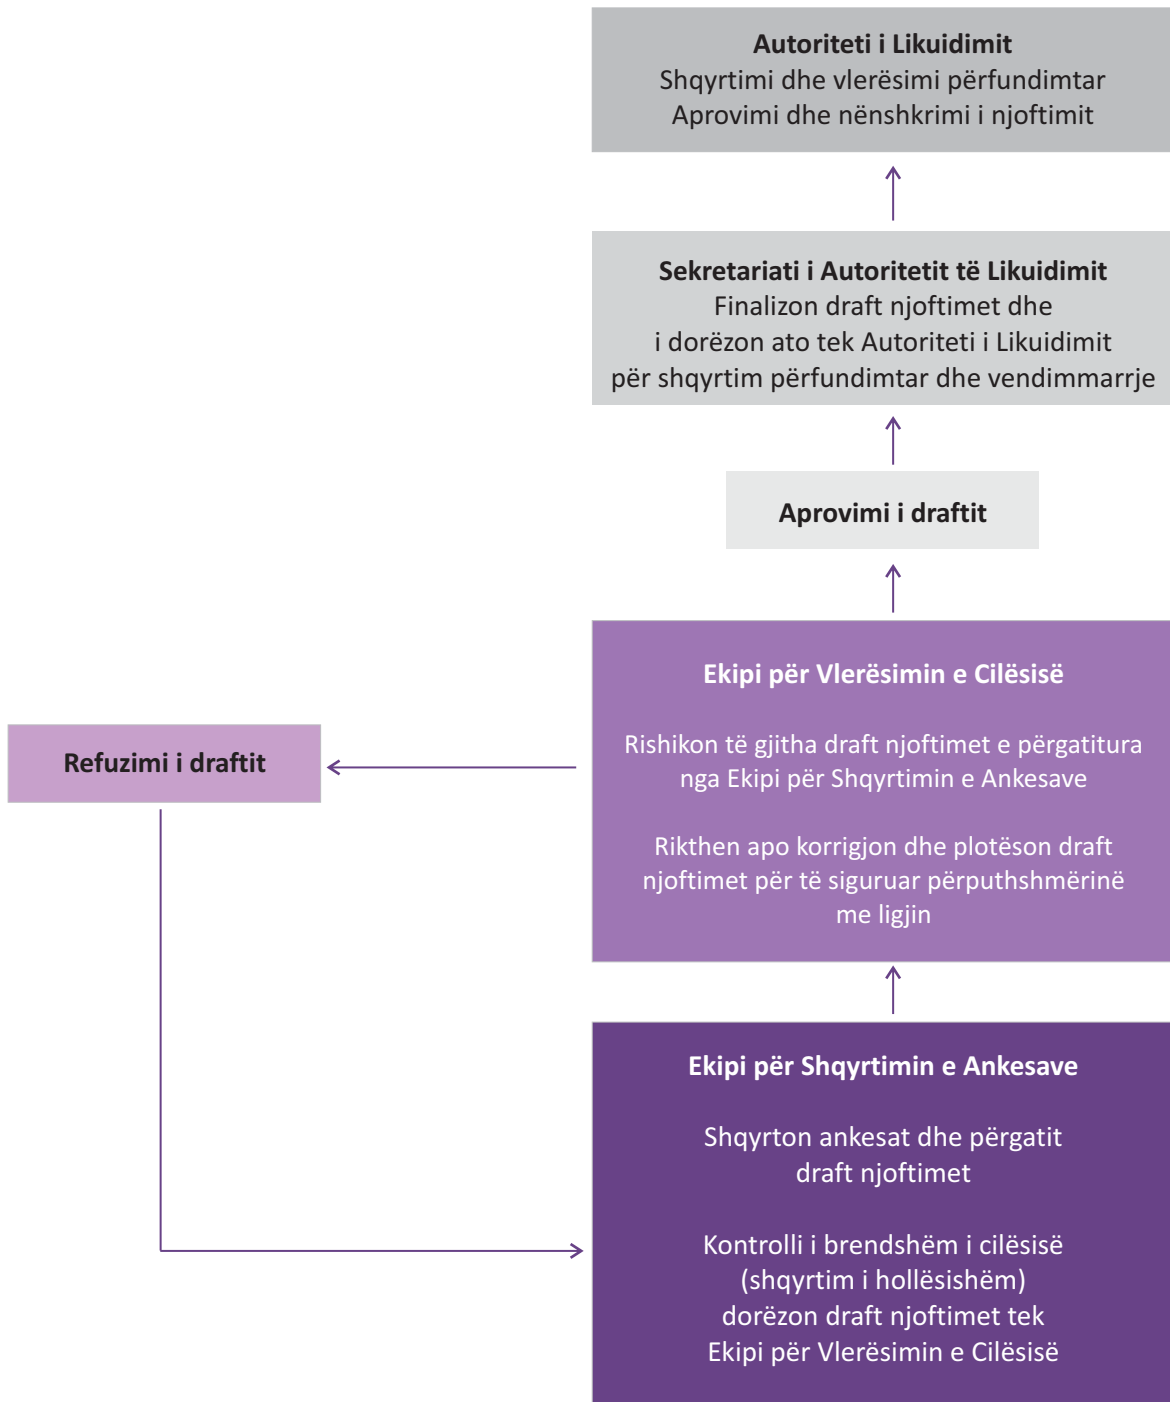 Autoriteti i Likuidimit
Shqyrtimi dhe vlerësimi përfundimtar
Aprovimi dhe nënshkrimi i njoftimit
Sekretariati i Autoritetit të Likuidimit
Finalizon draft njoftimet dhe
i dorëzon ato tek Autoriteti i Likuidimit
për shqyrtim përfundimtar dhe vendimmarrje
Aprovimi i draftit
Ekipi për Vlerësimin e Cilësisë
Rishikon të gjitha draft njoftimet e përgatitura
nga Ekipi për Shqyrtimin e Ankesave
Rikthen apo korrigjon dhe plotëson draft
njoftimet për të siguruar përputhshmërinë
me ligjin
Refuzimi i draftit
Ekipi për Shqyrtimin e Ankesave
Shqyrton ankesat dhe përgatit
draft njoftimet
Kontrolli i brendshëm i cilësisë
(shqyrtim i hollësishëm)
dorëzon draft njoftimet tek
Ekipi për Vlerësimin e Cilësisë